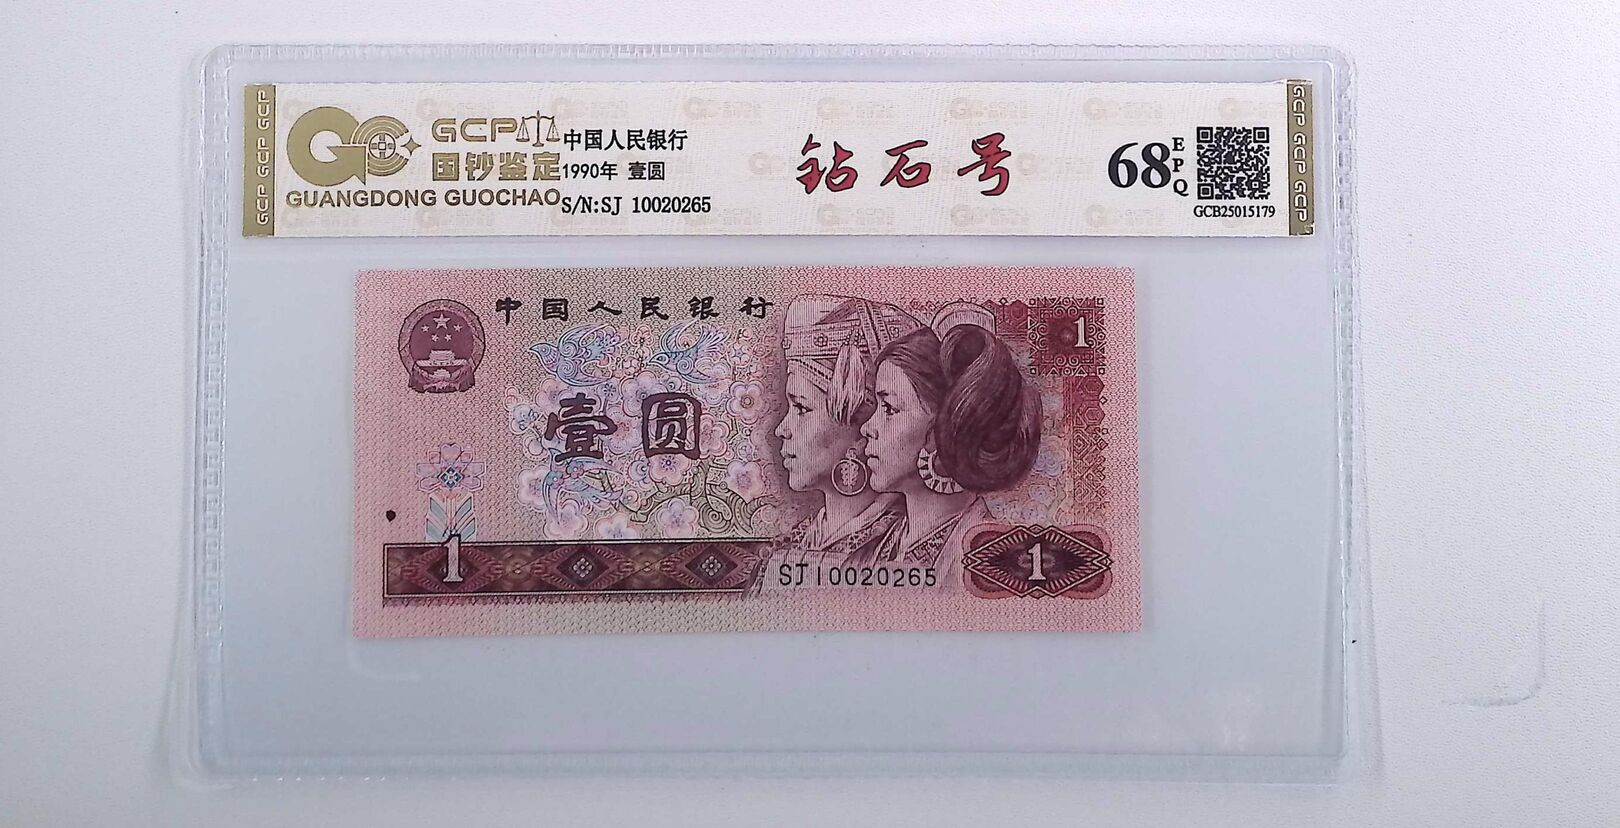 GCP GCP GCP
GCP
国钞鉴定
GUANGDONG GUOCHAO
中国人民银行
1990年 壹圆
S/N:SJ 10020265
钻石号
68
EPQ
GCB25015179
GCP GCP GCP
中国人民银行
1
壹圆
1
SJ10020265
1